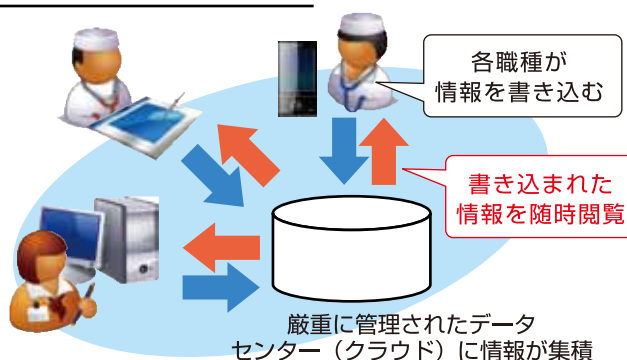 各職種が
情報を書き込む
書き込まれた
情報を随時閲覧
厳重に管理されたデータ
センター（クラウド）に情報が集積